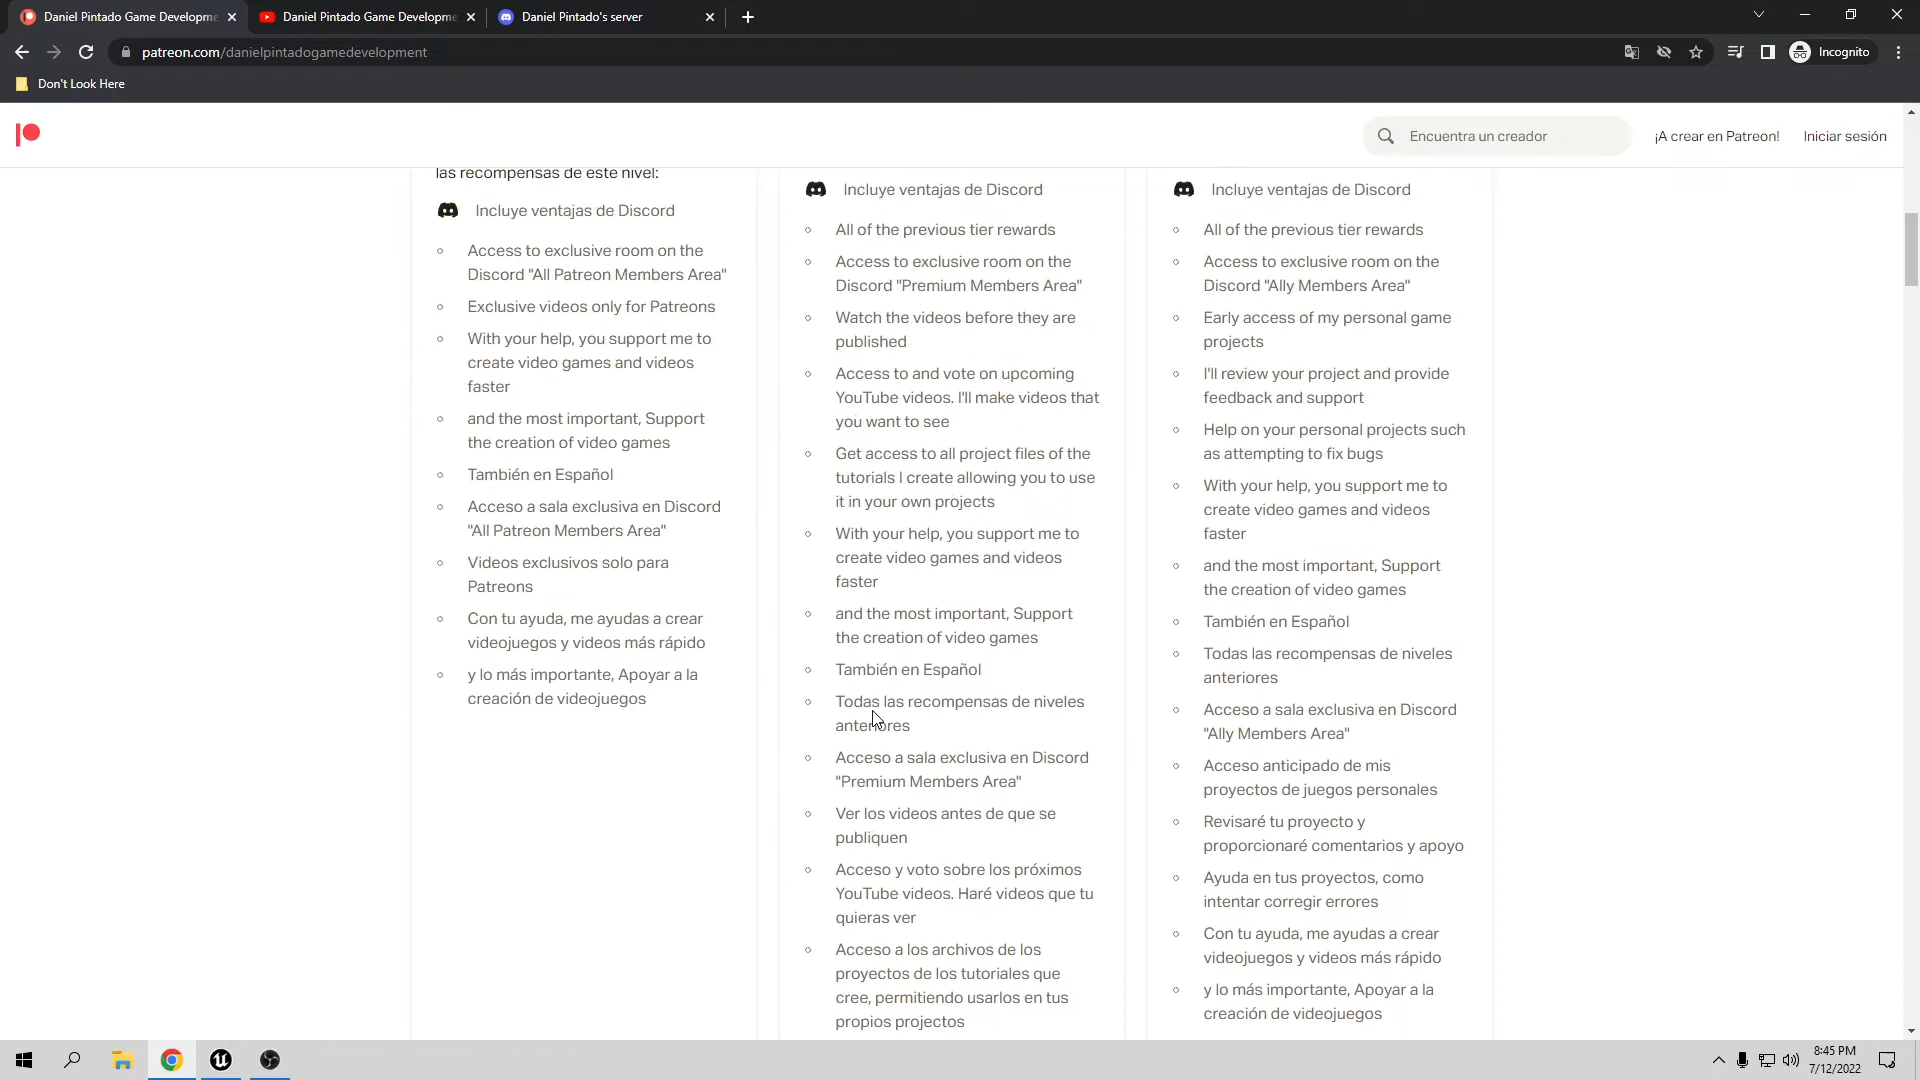 Daniel Pintado Game Developme
Daniel Pintado Game Developme
Daniel Pintado's server
patreon.com/danielpintadogamedevelopment
Incognito
Don't Look Here
Encuentra un creador
¡A crear en Patreon!
Iniciar sesión
las recompensas de este nivel:
Incluye ventajas de Discord
Access to exclusive room on the
Discord "All Patreon Members Area"
Exclusive videos only for Patreons
With your help, you support me to
create video games and videos
faster
and the most important, Support
the creation of video games
También en Español
Acceso a sala exclusiva en Discord
"All Patreon Members Area"
Videos exclusivos solo para
Patreons
Con tu ayuda, me ayudas a crear
videojuegos y videos más rápido
y lo más importante, Apoyar a la
creación de videojuegos
Incluye ventajas de Discord
All of the previous tier rewards
Access to exclusive room on the
Discord "Premium Members Area"
Watch the videos before they are
published
Access to and vote on upcoming
YouTube videos. I'll make videos that
you want to see
Get access to all project files of the
tutorials I create allowing you to use
it in your own projects
With your help, you support me to
create video games and videos
faster
and the most important, Support
the creation of video games
También en Español
Todas las recompensas de niveles
anteriores
Acceso a sala exclusiva en Discord
"Premium Members Area"
Ver los videos antes de que se
publiquen
Acceso y voto sobre los próximos
YouTube videos. Haré videos que tu
quieras ver
Acceso a los archivos de los
proyectos de los tutoriales que
cree, permitiendo usarlos en tus
propios projectos
Incluye ventajas de Discord
All of the previous tier rewards
Access to exclusive room on the
Discord "Ally Members Area"
Early access of my personal game
projects
I'll review your project and provide
feedback and support
Help on your personal projects such
as attempting to fix bugs
With your help, you support me to
create video games and videos
faster
and the most important, Support
the creation of video games
También en Español
Todas las recompensas de niveles
anteriores
Acceso a sala exclusiva en Discord
"Ally Members Area"
Acceso anticipado de mis
proyectos de juegos personales
Revisaré tu proyecto y
proporcionaré comentarios y apoyo
Ayuda en tus proyectos, como
intentar corregir errores
Con tu ayuda, me ayudas a crear
videojuegos y videos más rápido
y lo más importante, Apoyar a la
creación de videojuegos
8:45 PM
7/12/2022